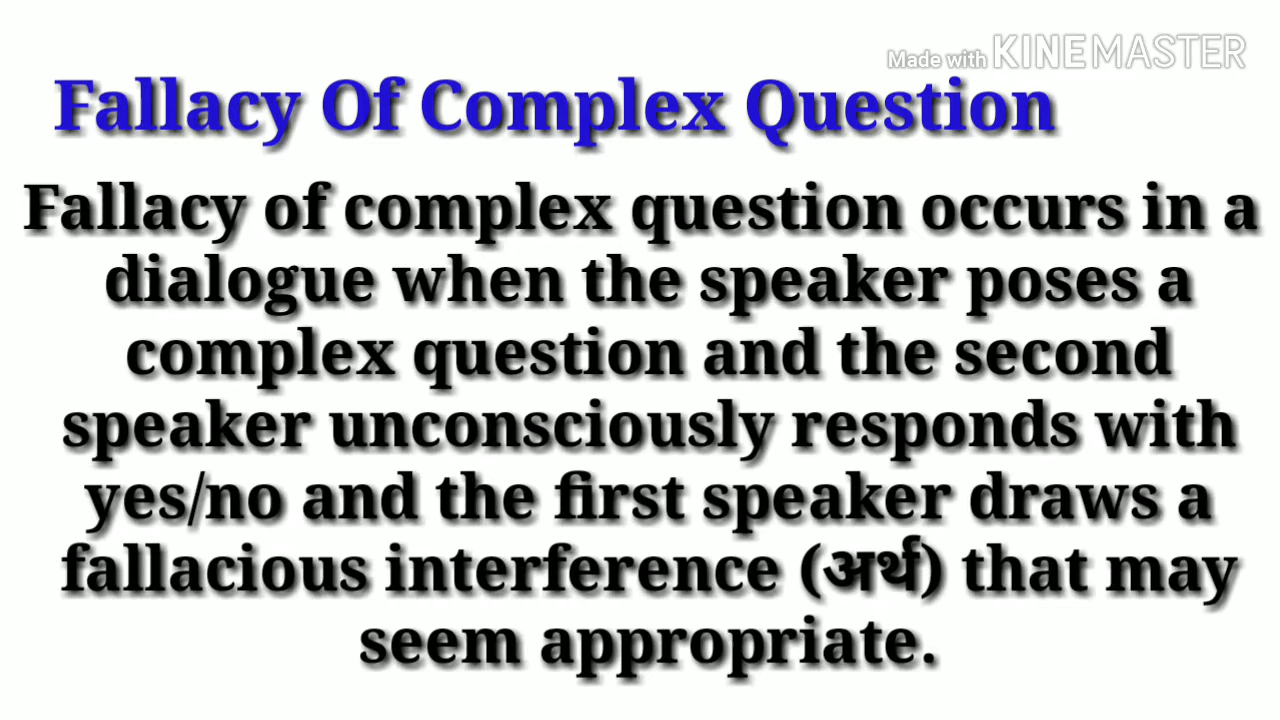 Made with KINEMASTER
Fallacy Of Complex Question
Fallacy of complex question occurs in a
dialogue when the speaker poses a
complex question and the second
speaker unconsciously responds with
yes/no and the first speaker draws a
fallacious interference (अर्थ) that may
seem appropriate.